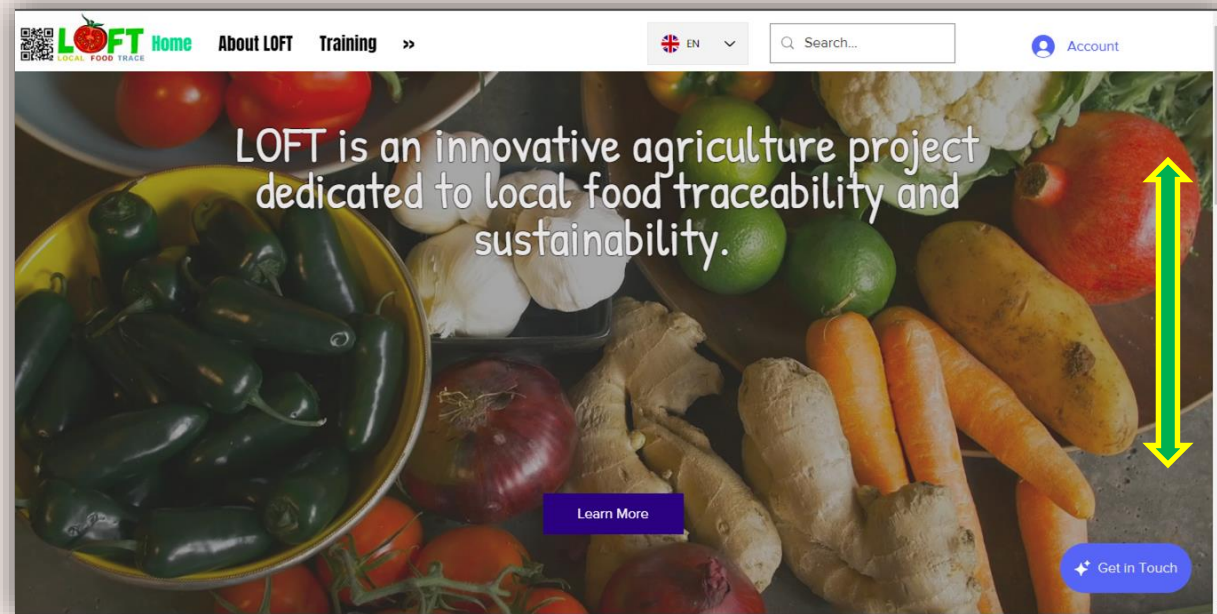 LOFT
LOCAL FOOD TRACE
Home
About LOFT
Training
»
EN
Search...
Account
LOFT is an innovative agriculture project
dedicated to local food traceability and
sustainability.
Learn More
Get in Touch